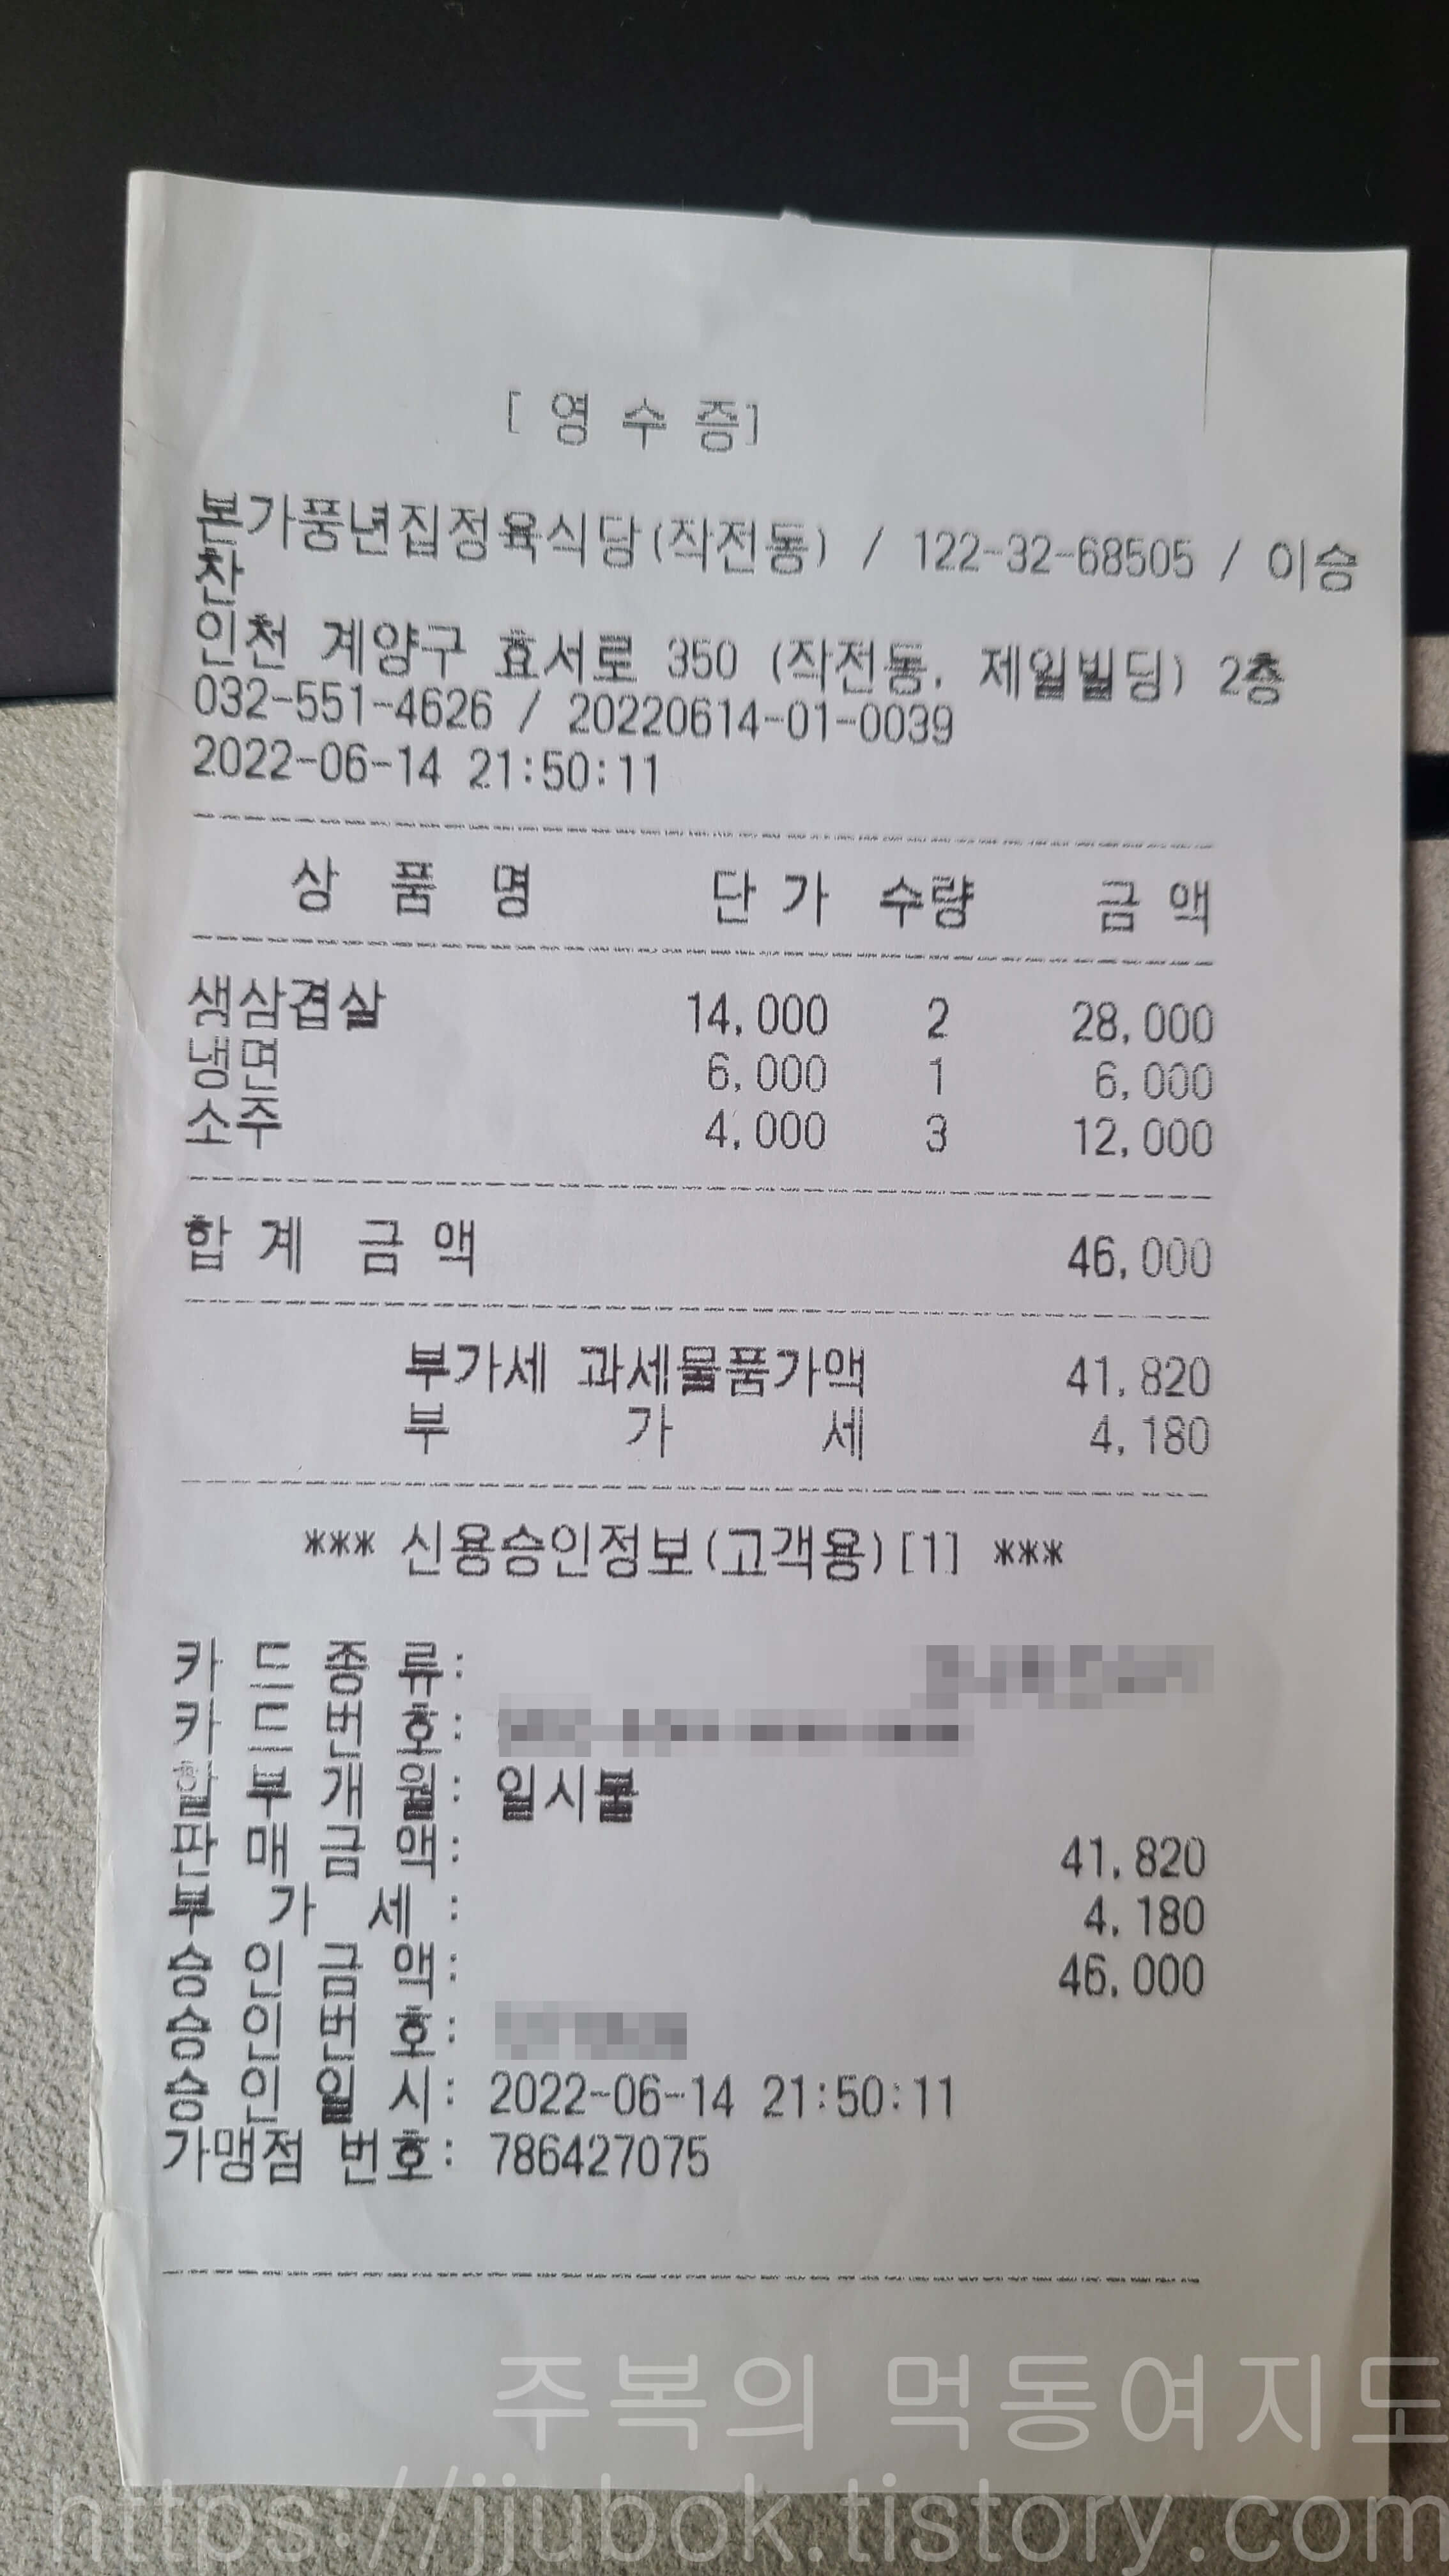 [ 영 수 증]
본가풍년집정육식당(작전동) / 122-32-68505 / 이승
찬
인천 계양구 효서로 350 (작전동, 제일빌딩) 2층
032-551-4626 / 20220614-01-0039
2022-06-14 21:50:11
상 품 명 단 가 수량 금 액
생삼겹살 14,000 2 28,000
냉면 6,000 1 6,000
소주 4,000 3 12,000
합 계 금 액 46,000
부가세 과세물품가액 41,820
부 가 세 4,180
*** 신용승인정보(고객용)[1] ***
카 드 종 류:
카 드 번 호:
할 부 개 월: 일시불
판 매 금 액: 41,820
부 가 세 : 4,180
승 인 금 액: 46,000
승 인 번 호:
승 인 일 시: 2022-06-14 21:50:11
가맹점 번호: 786427075
주복의 먹동여지도
https://jjubok.tistory.com